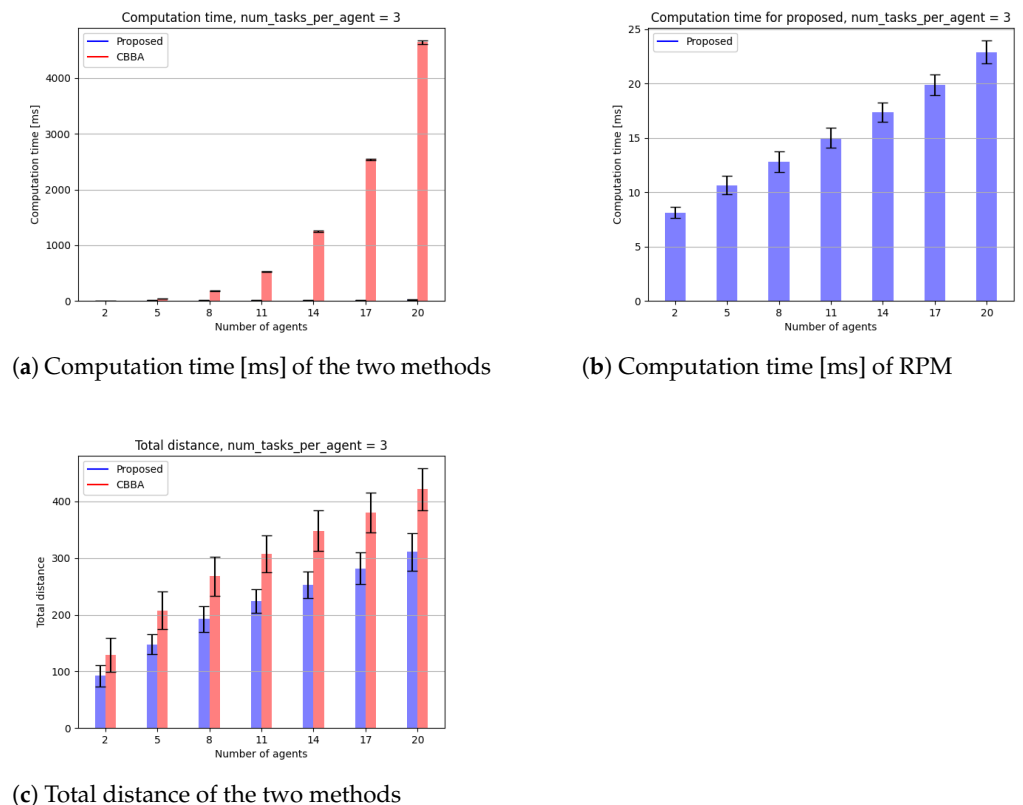 Computation time, num_tasks_per_agent = 3
Proposed
CBBA
Computation time [ms]
4000
3000
2000
1000
0
2 5 8 11 14 17 20
Number of agents
(a) Computation time [ms] of the two methods
Computation time for proposed, num_tasks_per_agent = 3
Proposed
Computation time [ms]
25
20
15
10
5
0
2 5 8 11 14 17 20
Number of agents
(b) Computation time [ms] of RPM
Total distance, num_tasks_per_agent = 3
Proposed
CBBA
Total distance
400
300
200
100
0
2 5 8 11 14 17 20
Number of agents
(c) Total distance of the two methods